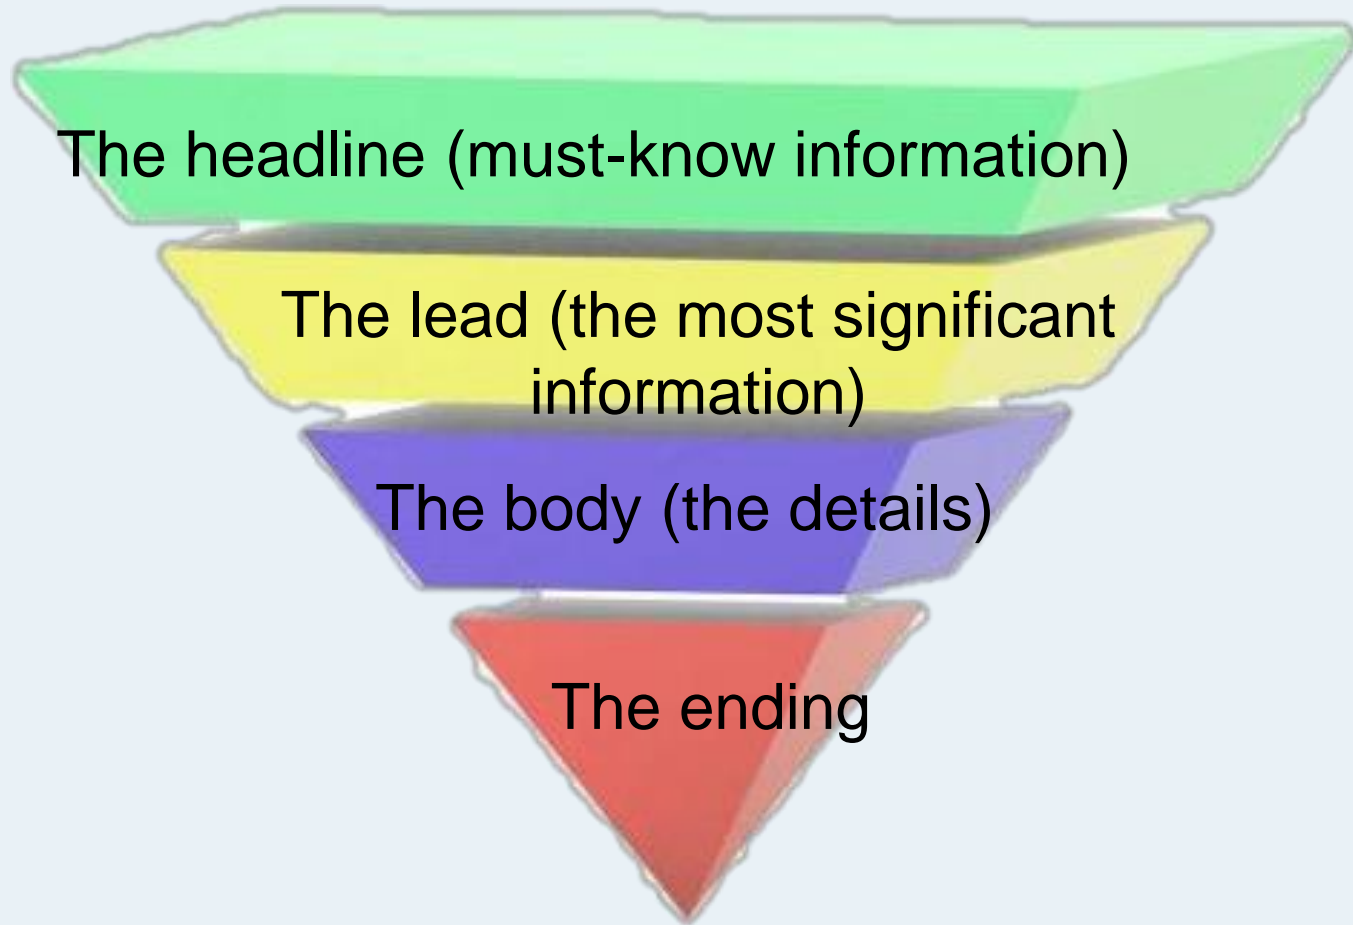 The headline (must-know information)
The lead (the most significant
information)
The body (the details)
The ending